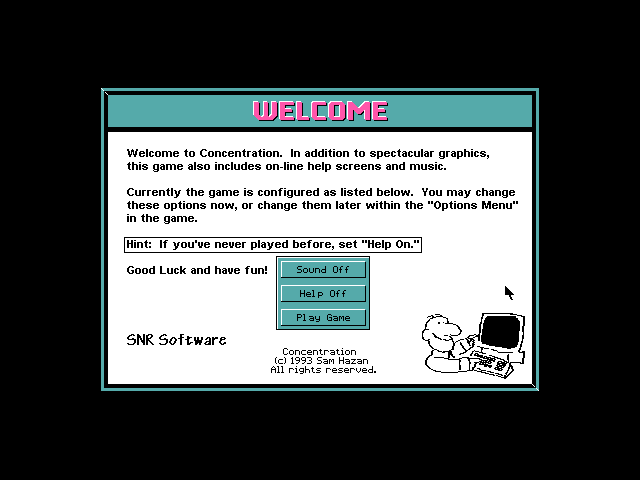 WELCOME
Welcome to Concentration.  In addition to spectacular graphics,
this game also includes on-line help screens and music.
Currently the game is configured as listed below.  You may change
these options now, or change them later within the "Options Menu"
in the game.
Hint:  If you've never played before, set "Help On."
Good Luck and have fun!
Sound Off
Help Off
Play Game
SNR Software
Concentration
(c) 1993 Sam Hazan
All rights reserved.